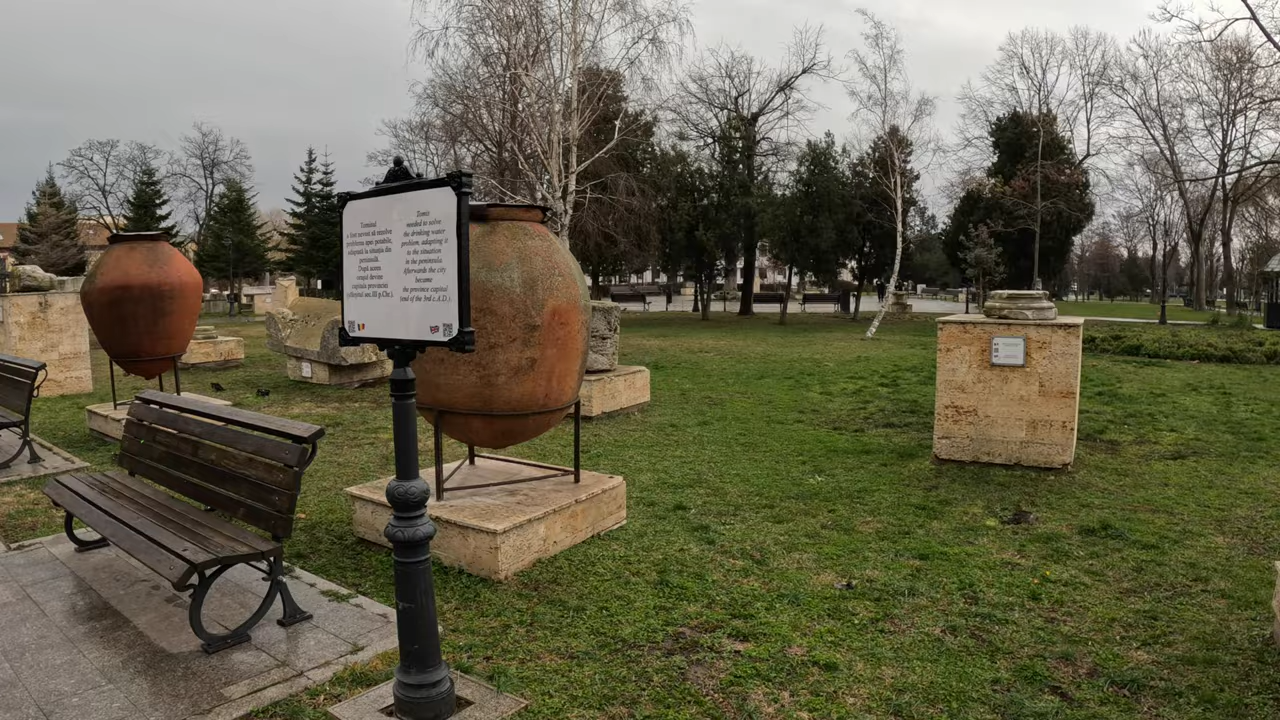 Tomisul
a fost nevoit să rezolve
problema apei potabile,
adaptată la situația din
peninsulă.
După aceea
orașul devine
capitala provinciei
(sfârșitul sec.III p.Chr.).
Tomis
needed to solve
the drinking water
problem, adapting it
to the situation
in the peninsula.
Afterwards the city
became
the province capital
(end of the 3rd c.A.D.).